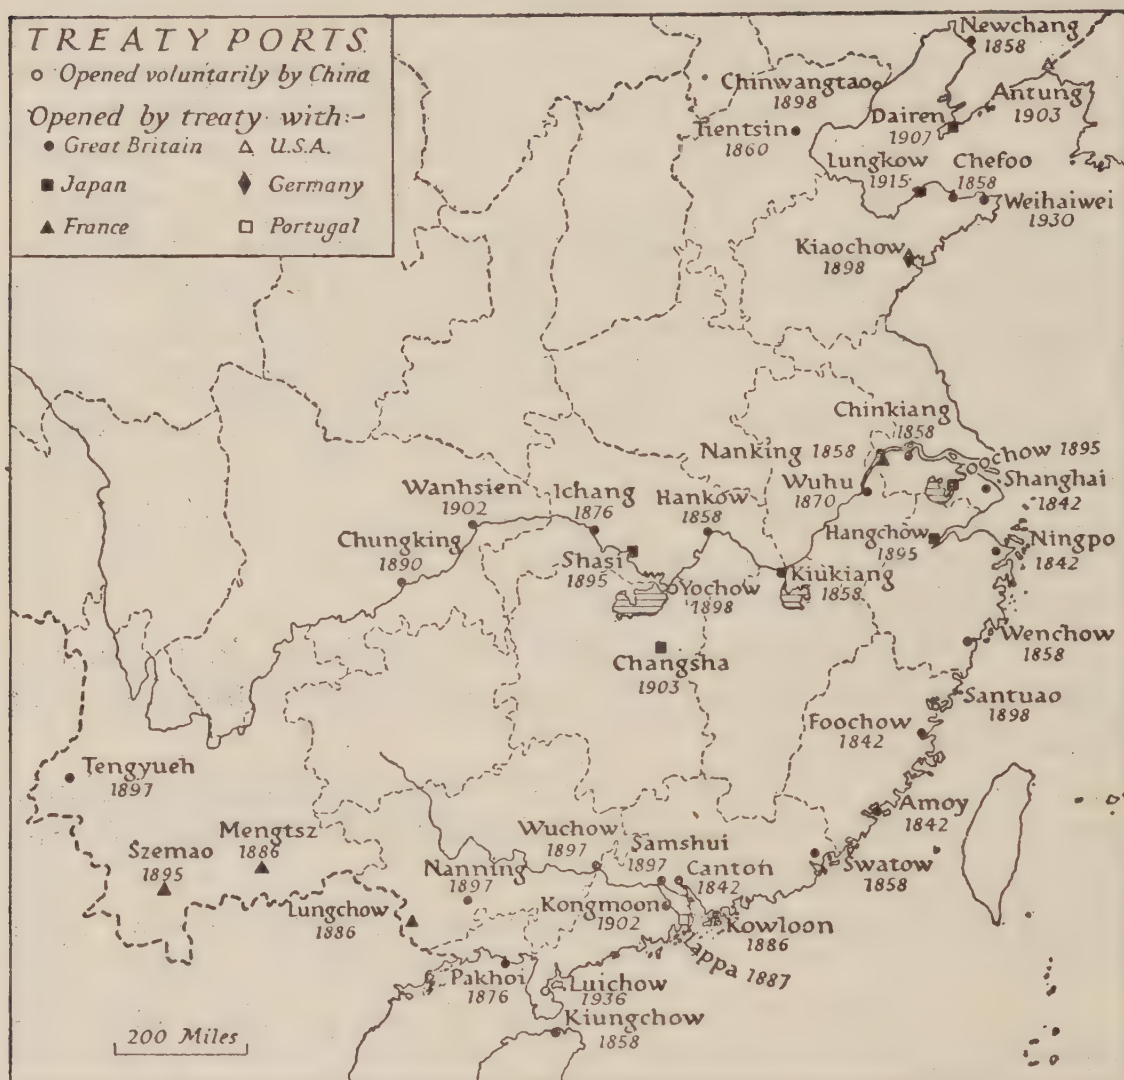 TREATY PORTS
Opened voluntarily by China
Opened by treaty with:-
Great Britain
U.S.A.
Japan
Germany
France
Portugal
Newchang
1858
Chinwangtao
1898
Antung
1903
Dairen
1907
Tientsin
1860
Lungkow
1915
Chefoo
1858
Weihaiwei
1930
Kiaochow
1898
Chinkiang
1858
Nanking 1858
Soochow 1895
Wuhu
1870
Shanghai
1842
Wanhsien
1902
Ichang
1876
Hankow
1858
Hangchow
1895
Ningpo
1842
Chungking
1890
Shasi
1895
Yochow
1898
Kiukiang
1858
Changsha
1903
Wenchow
1858
Santuao
1898
Foochow
1842
Tengyueh
1897
Amoy
1842
Mengtsz
1886
Szemao
1895
Wuchow
1897
Samshui
1897
Canton
1842
Swatow
1858
Nanning
1897
Lungchow
1886
Kongmoon
1902
Kowloon
1886
Lappa 1887
Pakhoi
1876
Luichow
1936
Kiungchow
1858
200 Miles